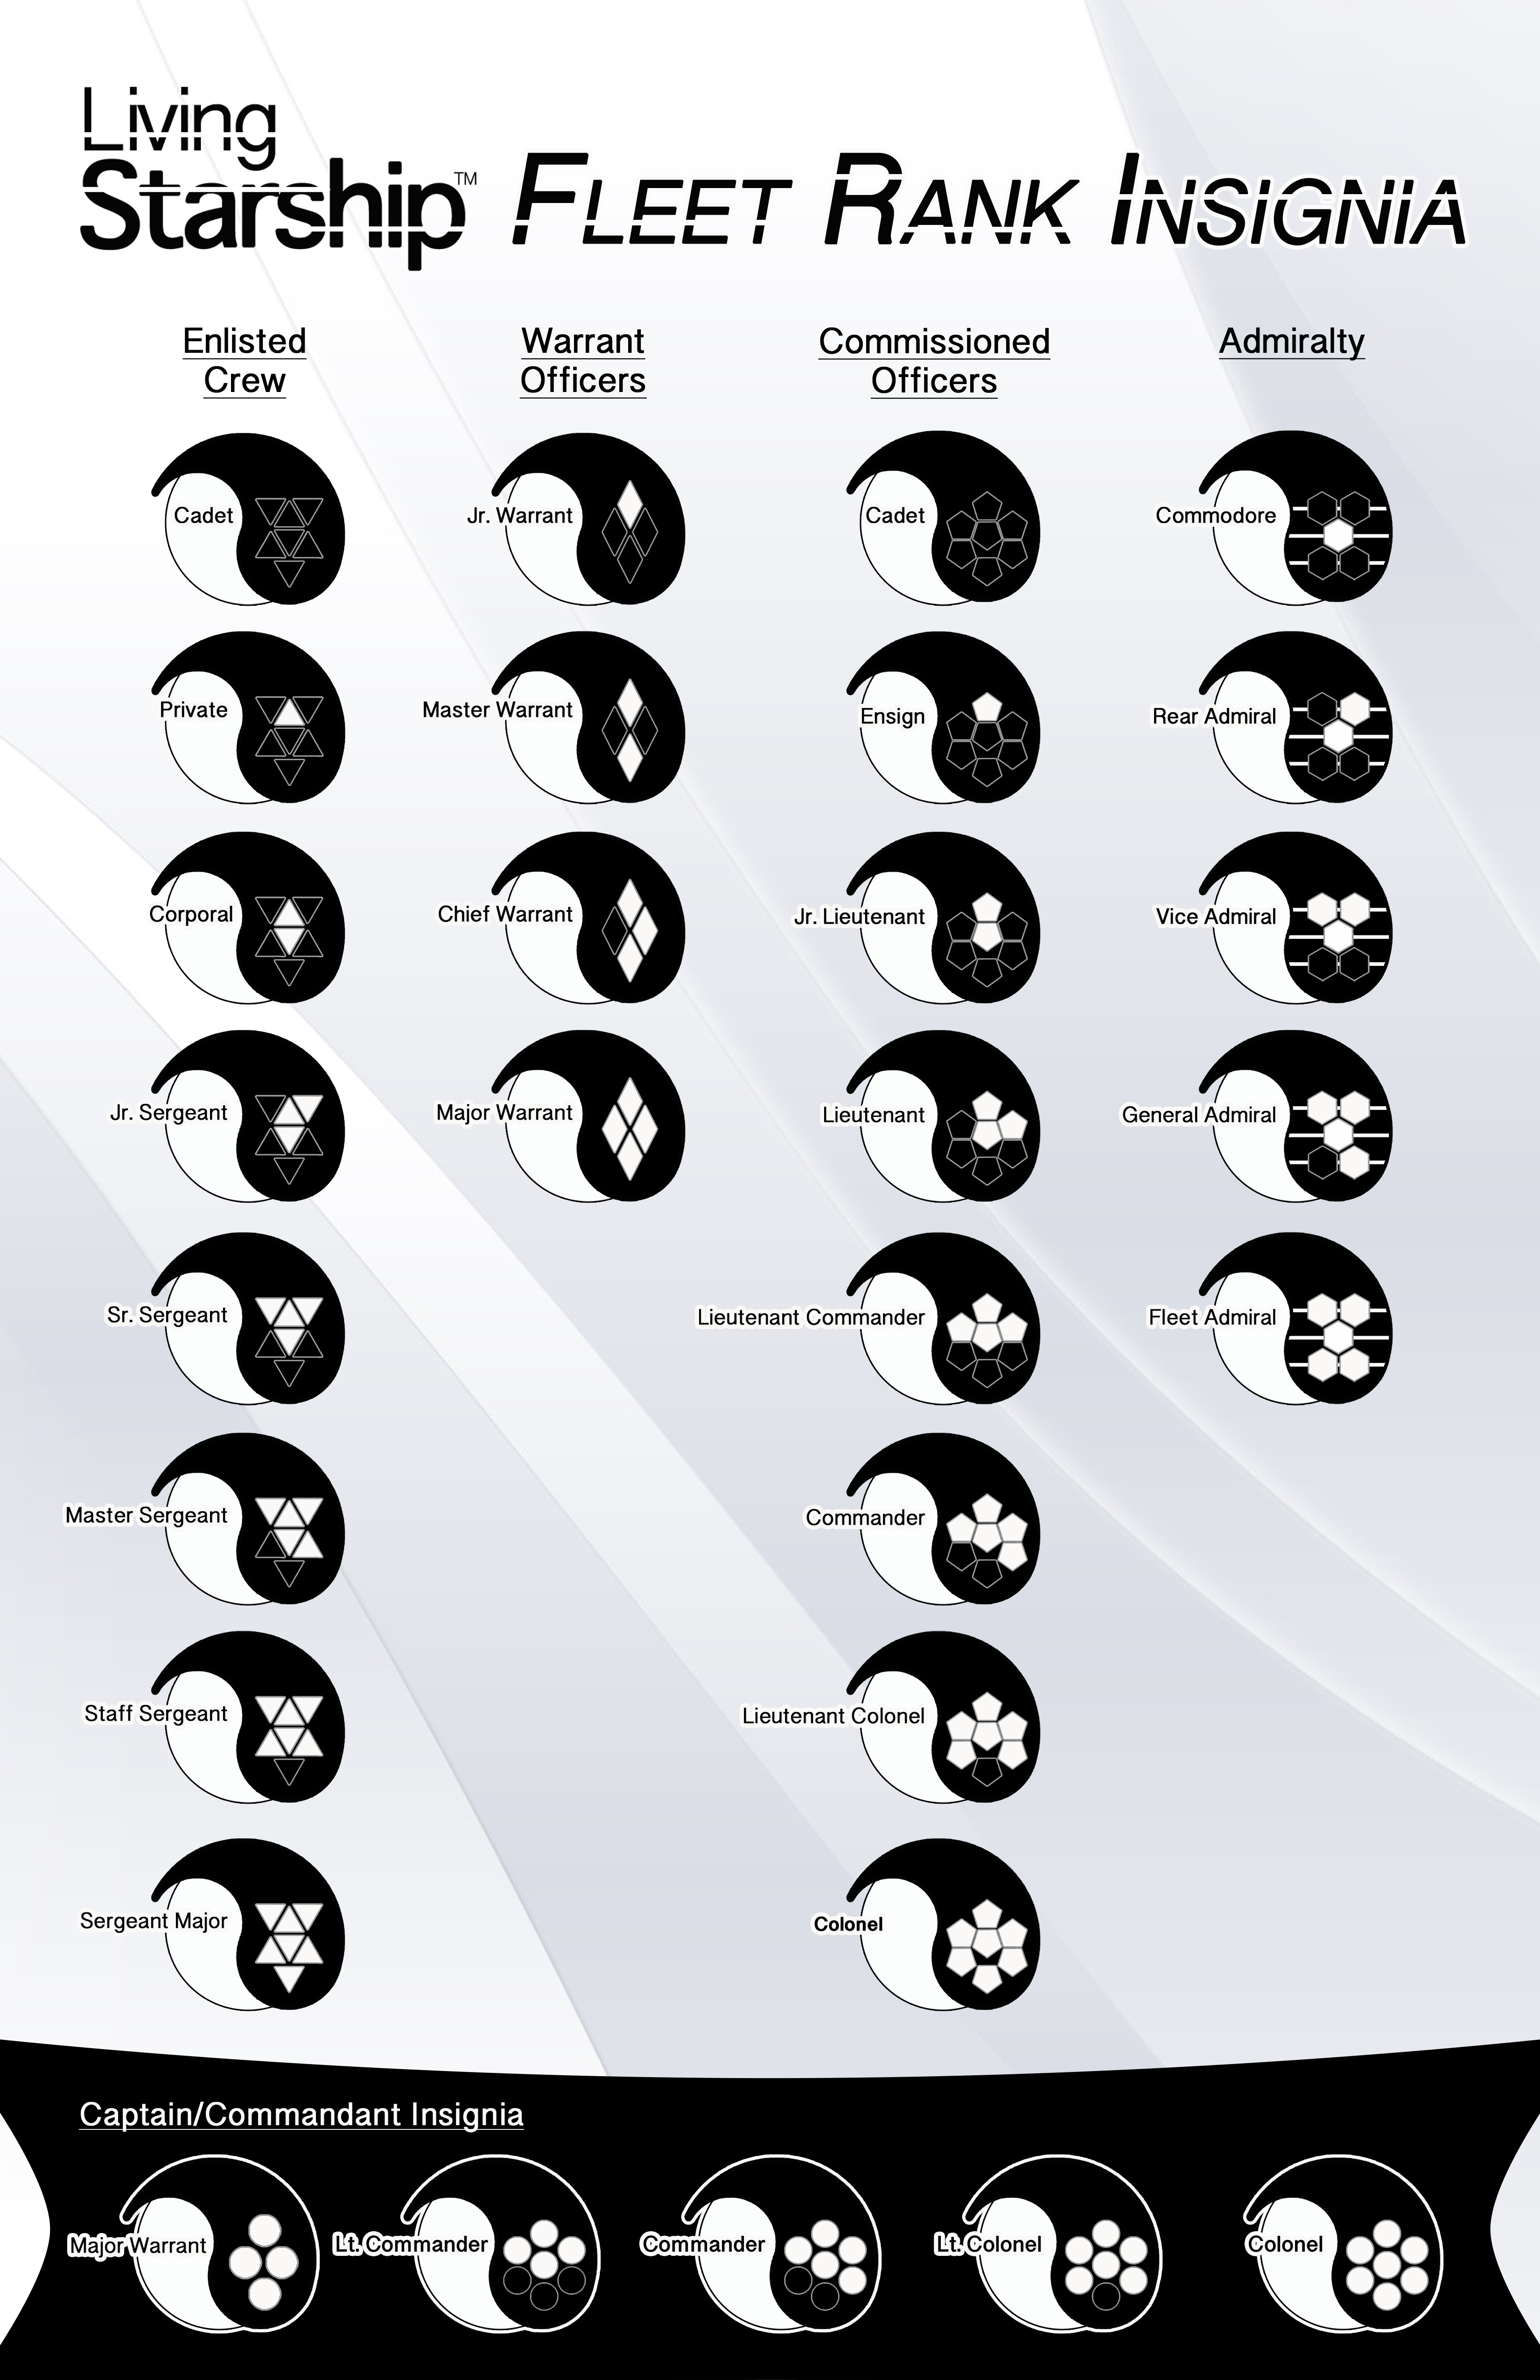 Living
Starship™ FLEET RANK INSIGNIA
Enlisted
Crew
Warrant
Officers
Commissioned
Officers
Admiralty
Cadet
Jr. Warrant
Cadet
Commodore
Private
Master Warrant
Ensign
Rear Admiral
Corporal
Chief Warrant
Jr. Lieutenant
Vice Admiral
Jr. Sergeant
Major Warrant
Lieutenant
General Admiral
Sr. Sergeant
Lieutenant Commander
Fleet Admiral
Master Sergeant
Commander
Staff Sergeant
Lieutenant Colonel
Sergeant Major
Colonel
Captain/Commandant Insignia
Major Warrant
Lt. Commander
Commander
Lt. Colonel
Colonel